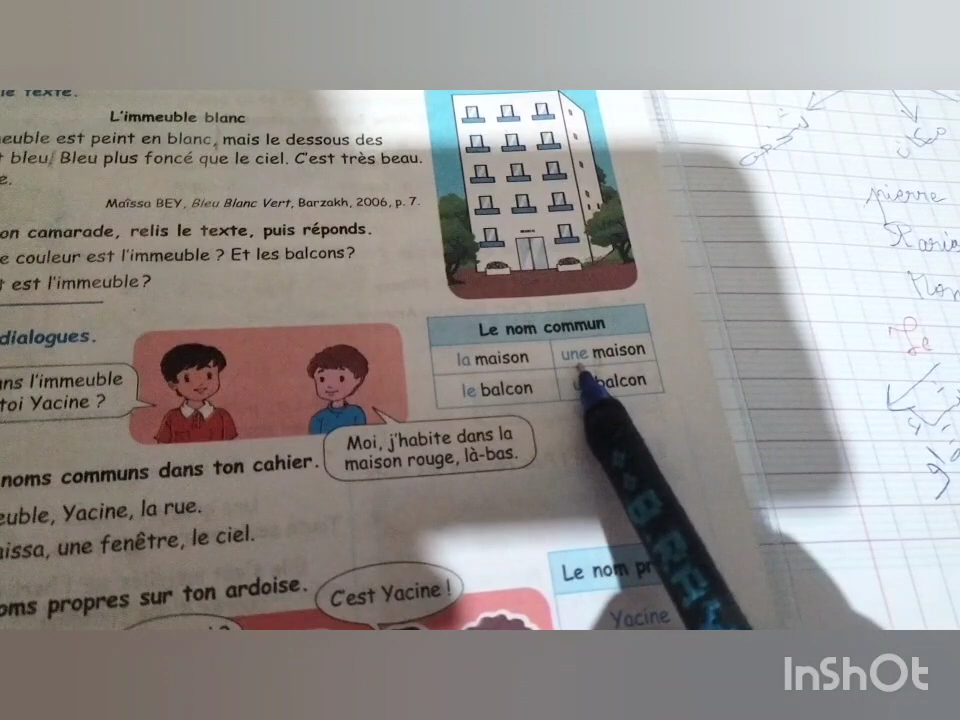 le texte.
L'immeuble blanc
euble est peint en blanc, mais le dessous des
t bleu. Bleu plus foncé que le ciel. C'est très beau.
e.
Maïssa BEY, Bleu Blanc Vert, Barzakh, 2006, p. 7.
on camarade, relis le texte, puis réponds.
e couleur est l'immeuble ? Et les balcons?
t est l'immeuble?
dialogues.
ans l'immeuble
toi Yacine ?
Le nom commun
la maison une maison
le balcon balcon
Moi, j'habite dans la
maison rouge, là-bas.
noms communs dans ton cahier.
euble, Yacine, la rue.
aissa, une fenêtre, le ciel.
oms propres sur ton ardoise.
C'est Yacine !
Le nom pr
Yacine
pierre
InShOt